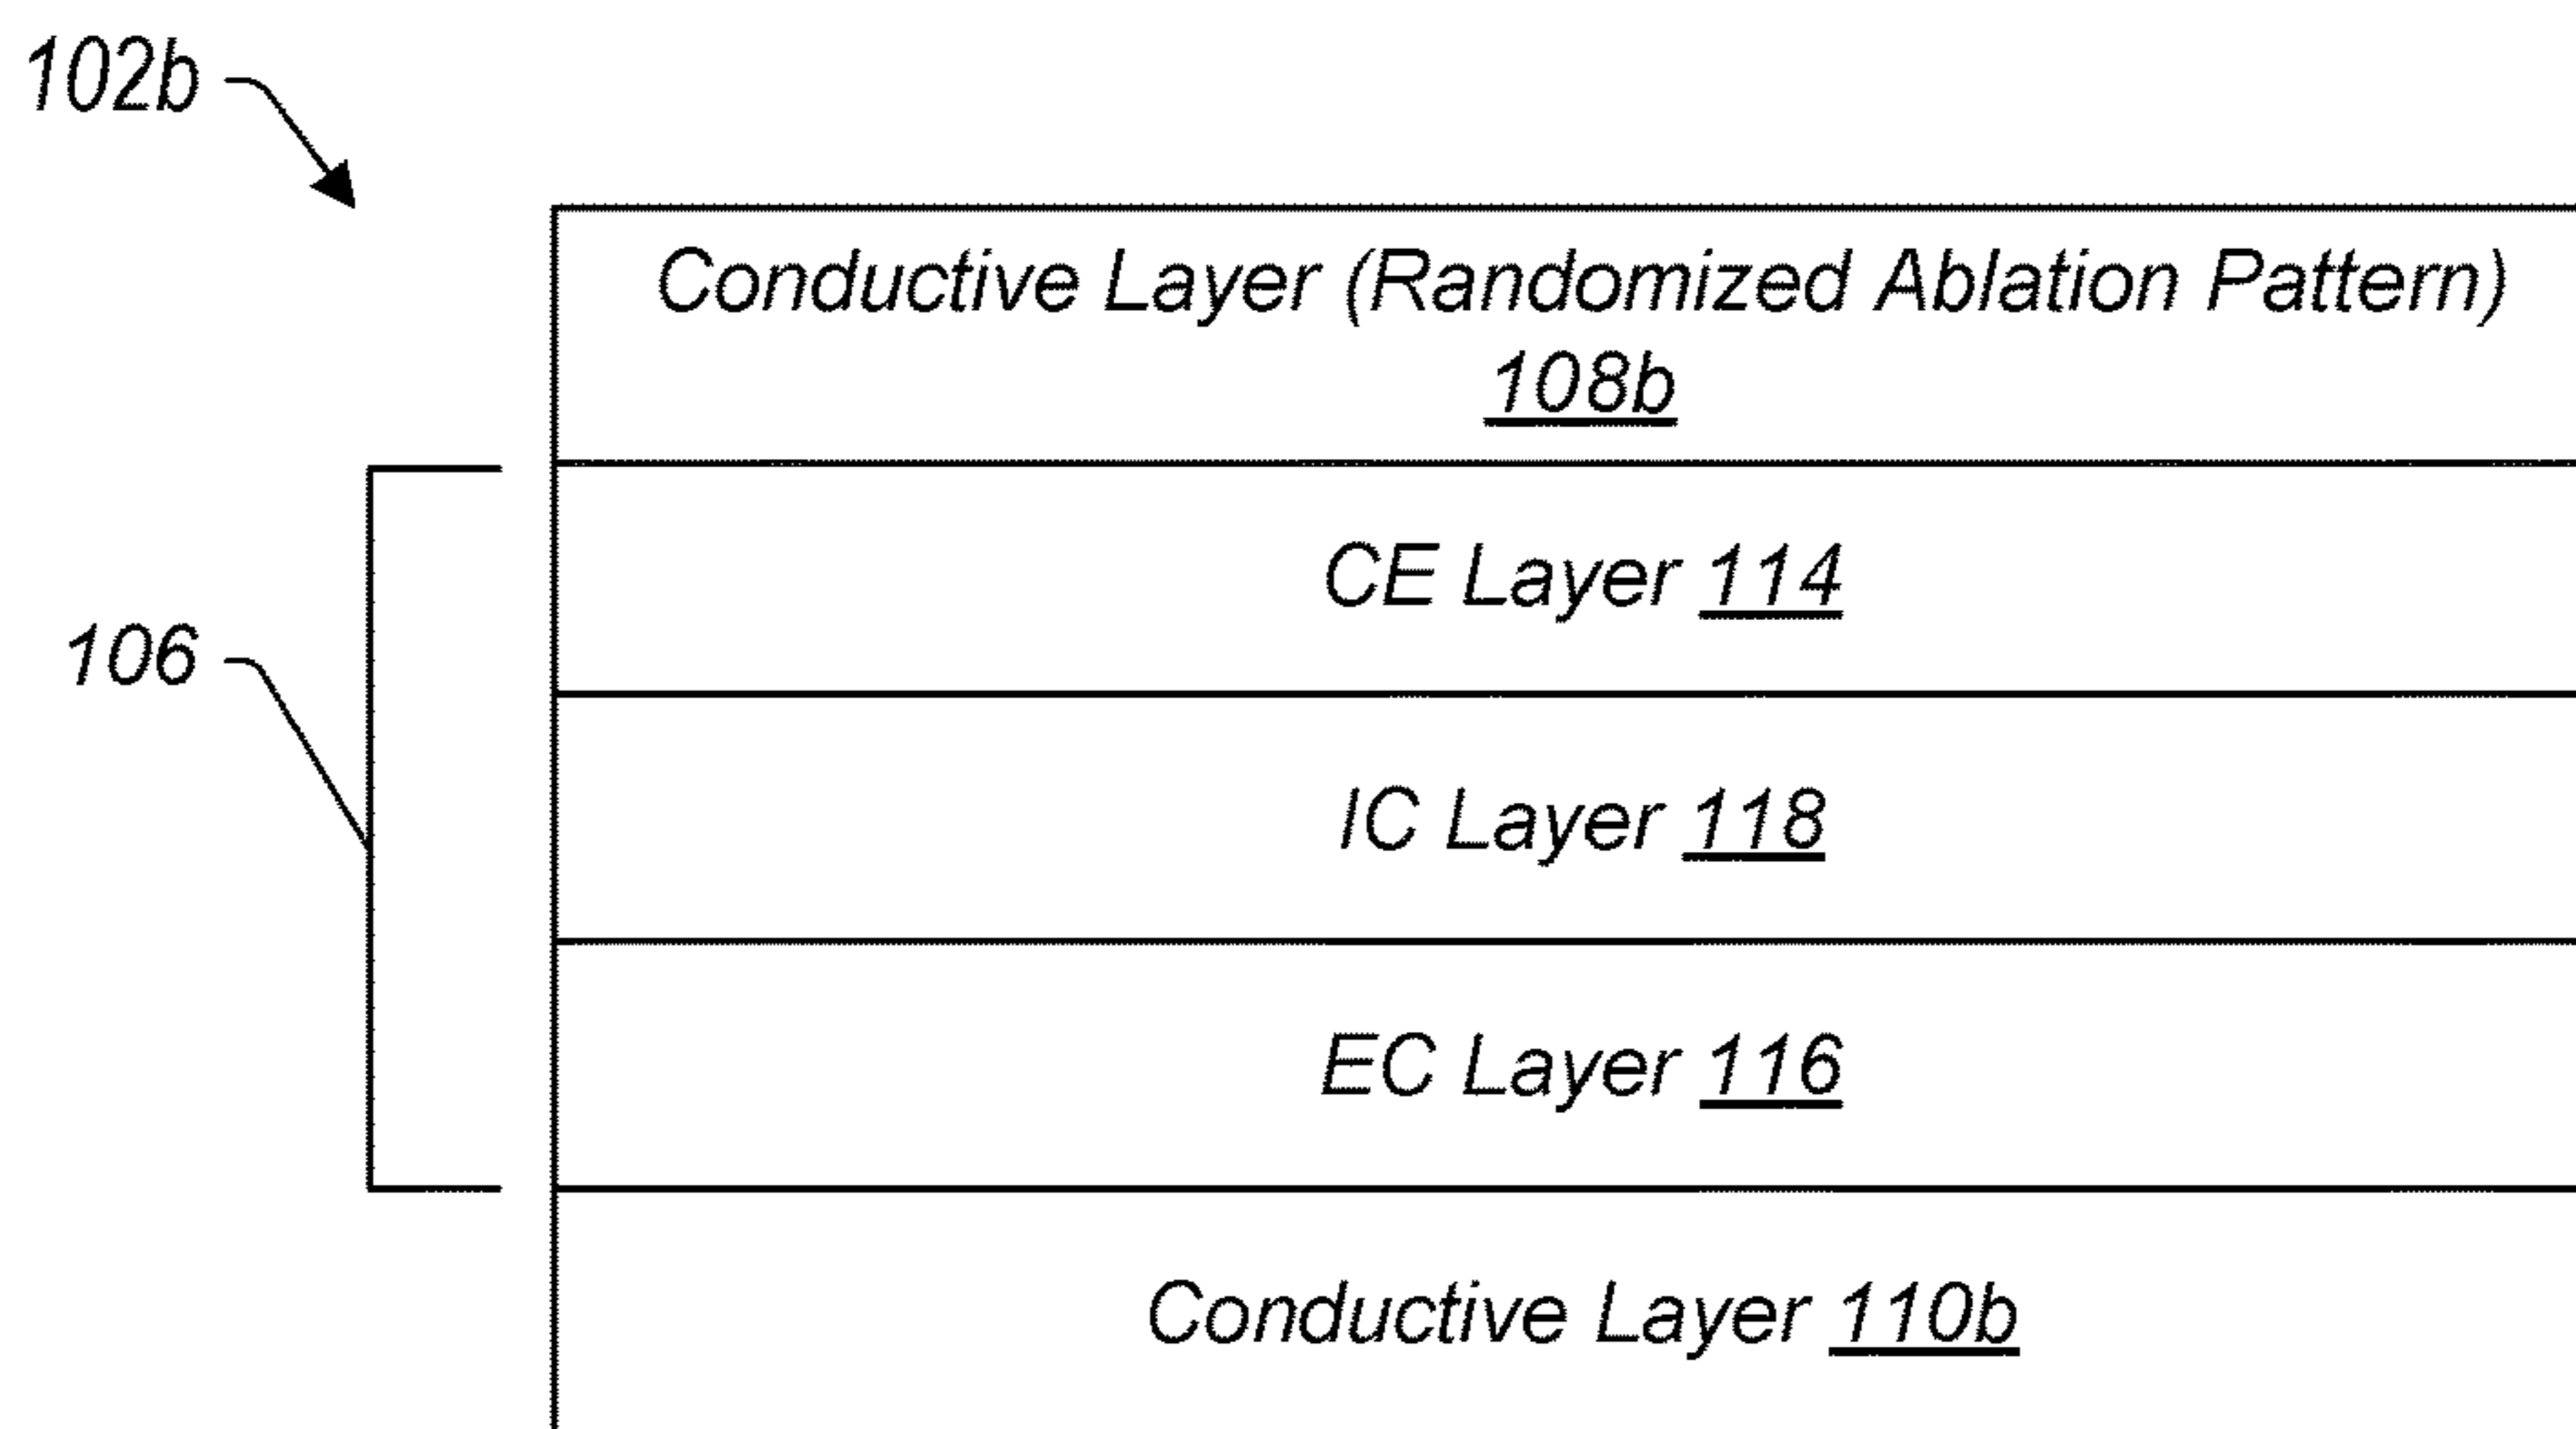 102b
Conductive Layer (Randomized Ablation Pattern)
108b
CE Layer 114
106
IC Layer 118
EC Layer 116
Conductive Layer 110b